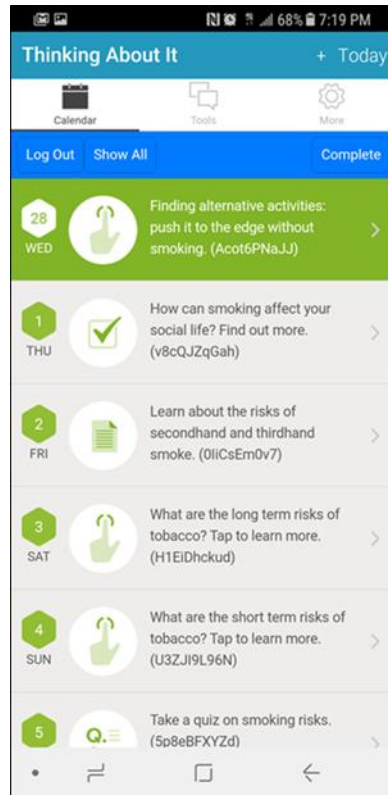 68% 7:19 PM
Thinking About It
+ Today
Calendar
Tools
More
Log Out
Show All
Complete
28
WED
Finding alternative activities:
push it to the edge without
smoking. (Acot6PNaJJ)
1
THU
How can smoking affect your
social life? Find out more.
(v8cQJZqGah)
2
FRI
Learn about the risks of
secondhand and thirdhand
smoke. (0IiCsEm0v7)
3
SAT
What are the long term risks of
tobacco? Tap to learn more.
(H1EiDhckud)
4
SUN
What are the short term risks of
tobacco? Tap to learn more.
(U3ZJI9L96N)
5
Q.
Take a quiz on smoking risks.
(5p8eBFXYZd)